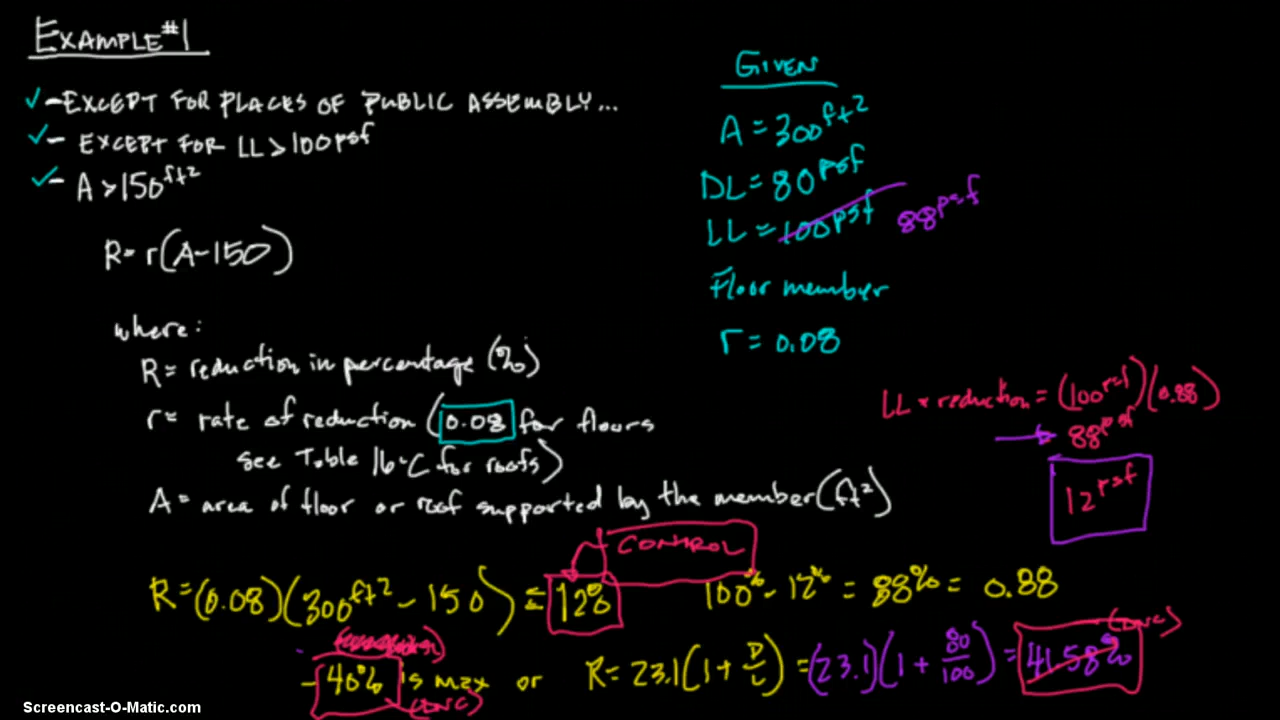 EXAMPLE #1
✓ - EXCEPT FOR PLACES OF PUBLIC ASSEMBLY...
✓ - EXCEPT FOR LL > 100psf
✓ - A > 150ft²
R = r(A-150)
where:
R = reduction in percentage (%)
r = rate of reduction (0.08 for floors
see Table 16-C for roofs)
A = area of floor or roof supported by the member (ft²)
GIVEN
A = 300ft²
DL = 80psf
LL = 100psf 88psf
Floor member
r = 0.08
LL * reduction = (100psf)(0.88)
88psf
12psf
CONTROL
R = (0.08)(300ft² - 150) = 12% 100% - 12% = 88% = 0.88
- 40% is max or R = 23.1(1 + D/L) = (23.1)(1 + 80/100) = 41.58%
Screencast-O-Matic.com